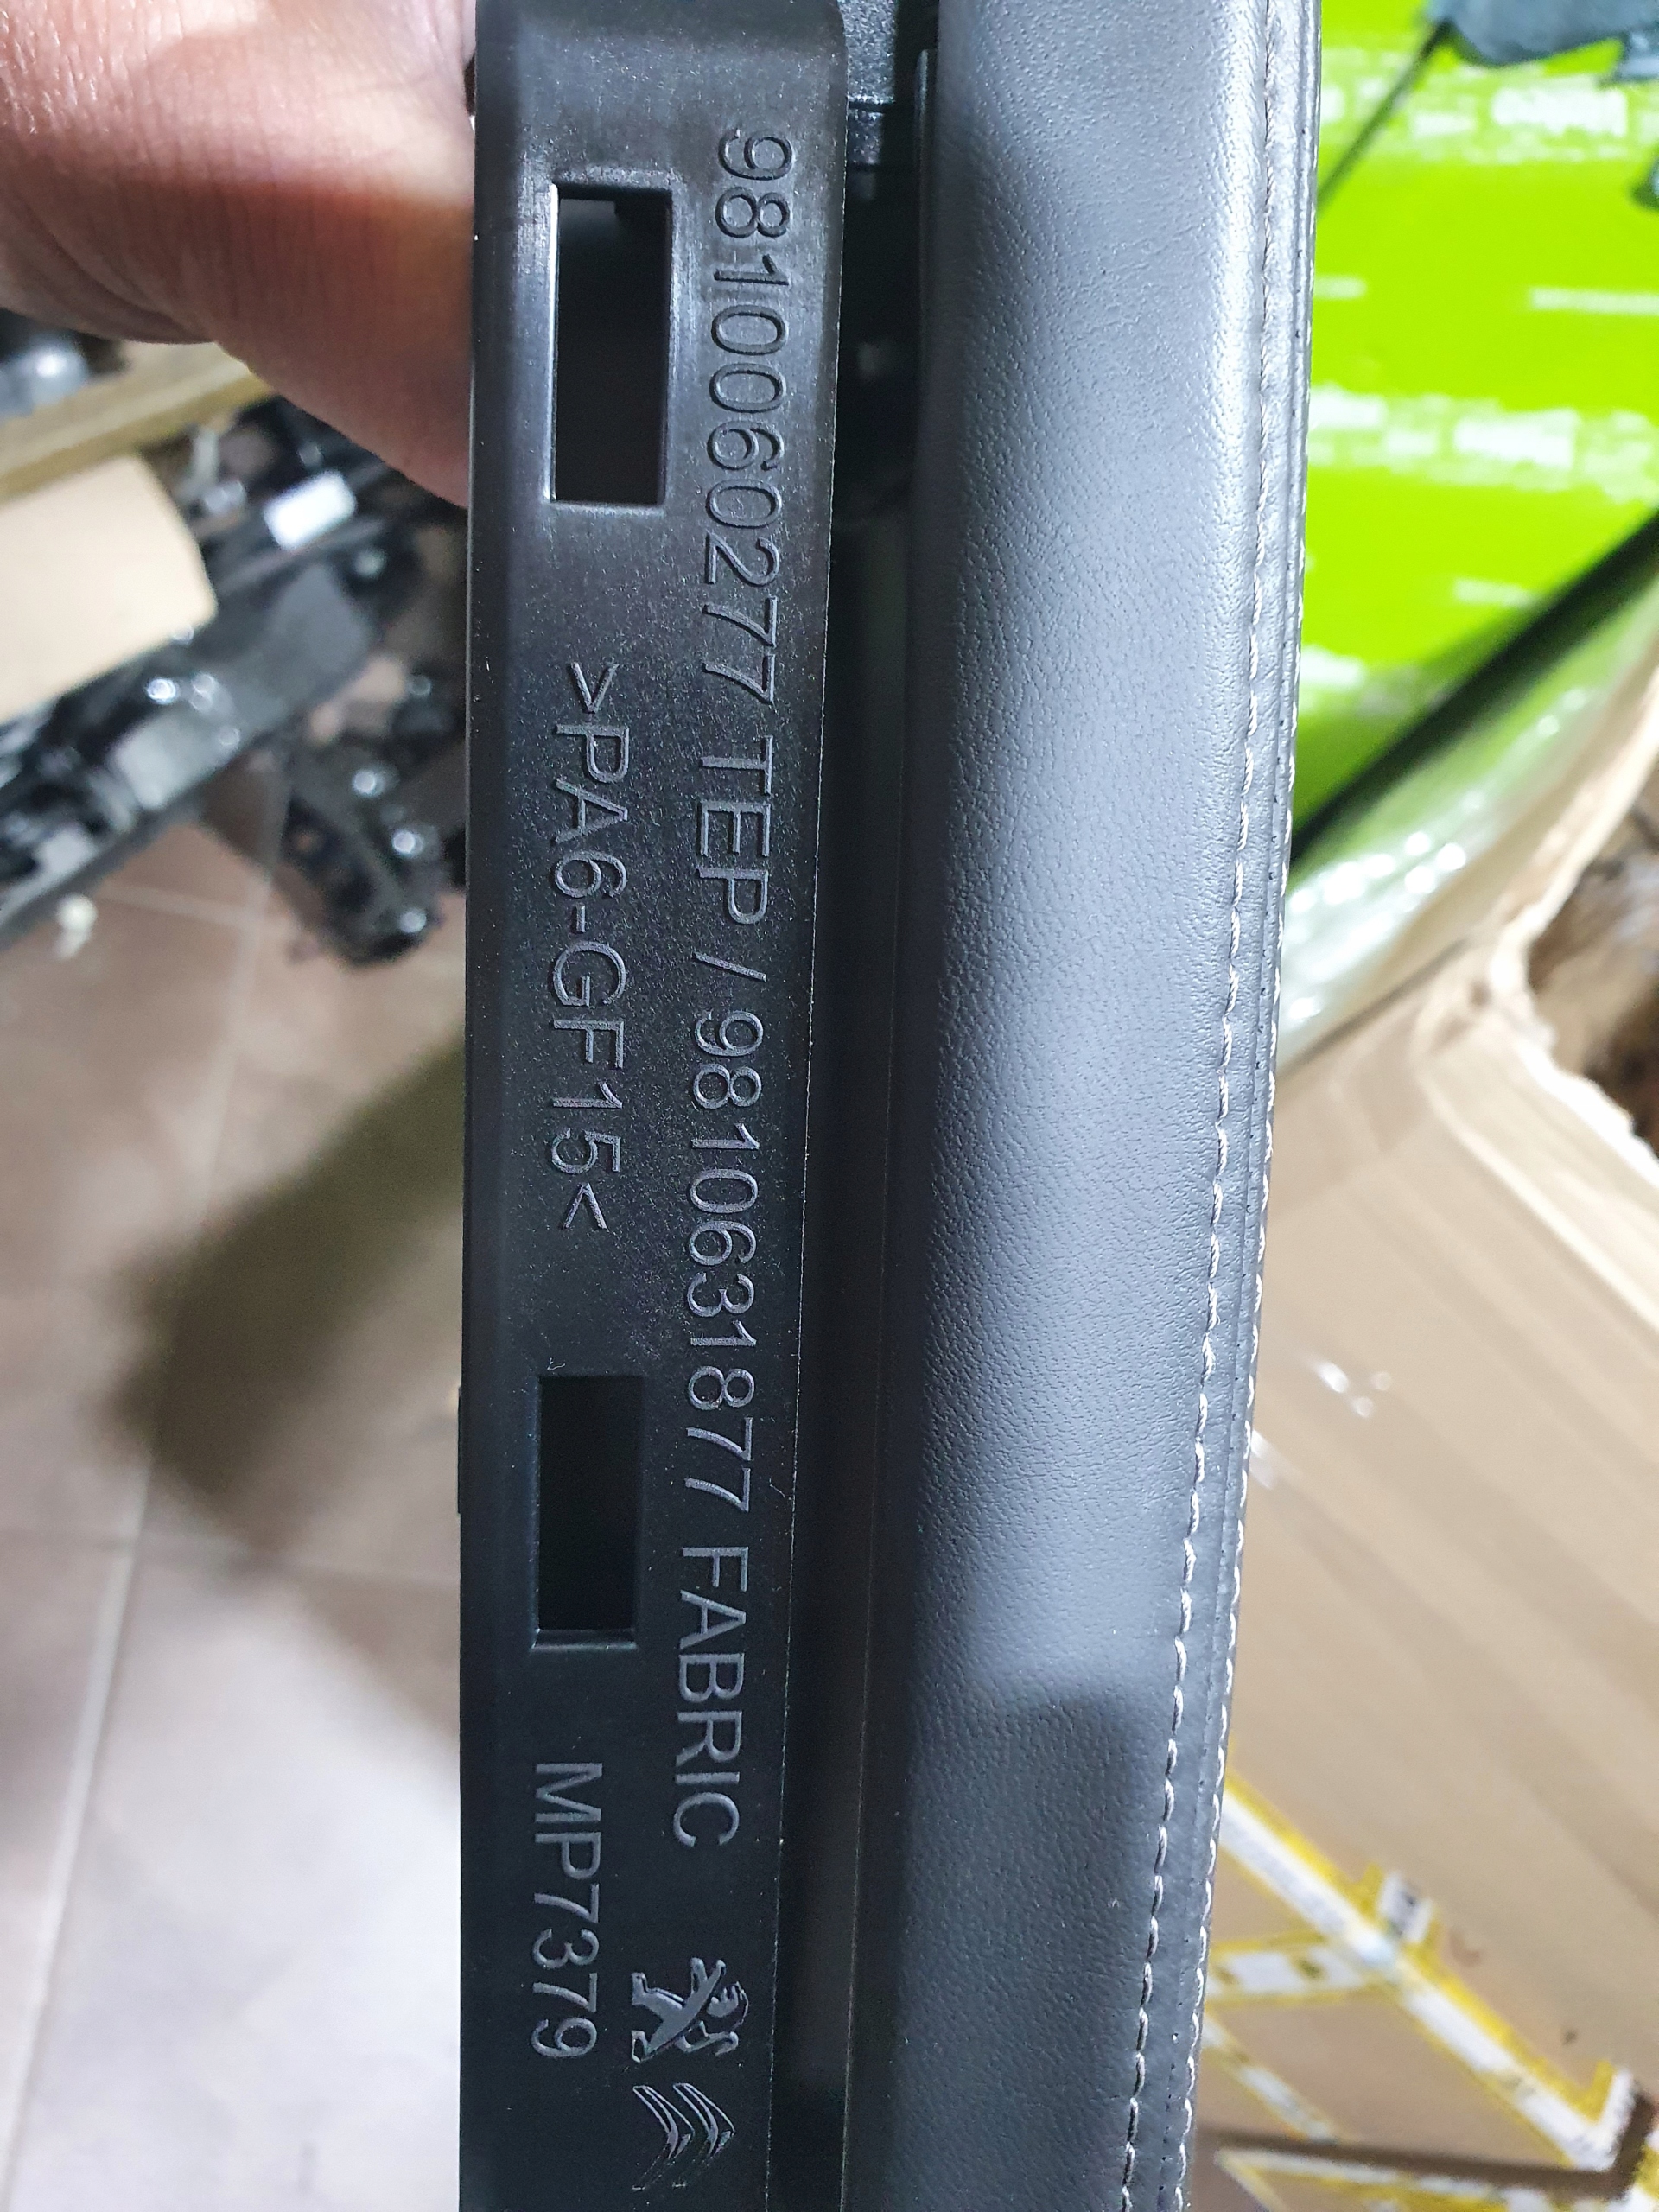 9810060277 TEP / 9810631877 FABRIC
>PA6-GF15<
MP7379